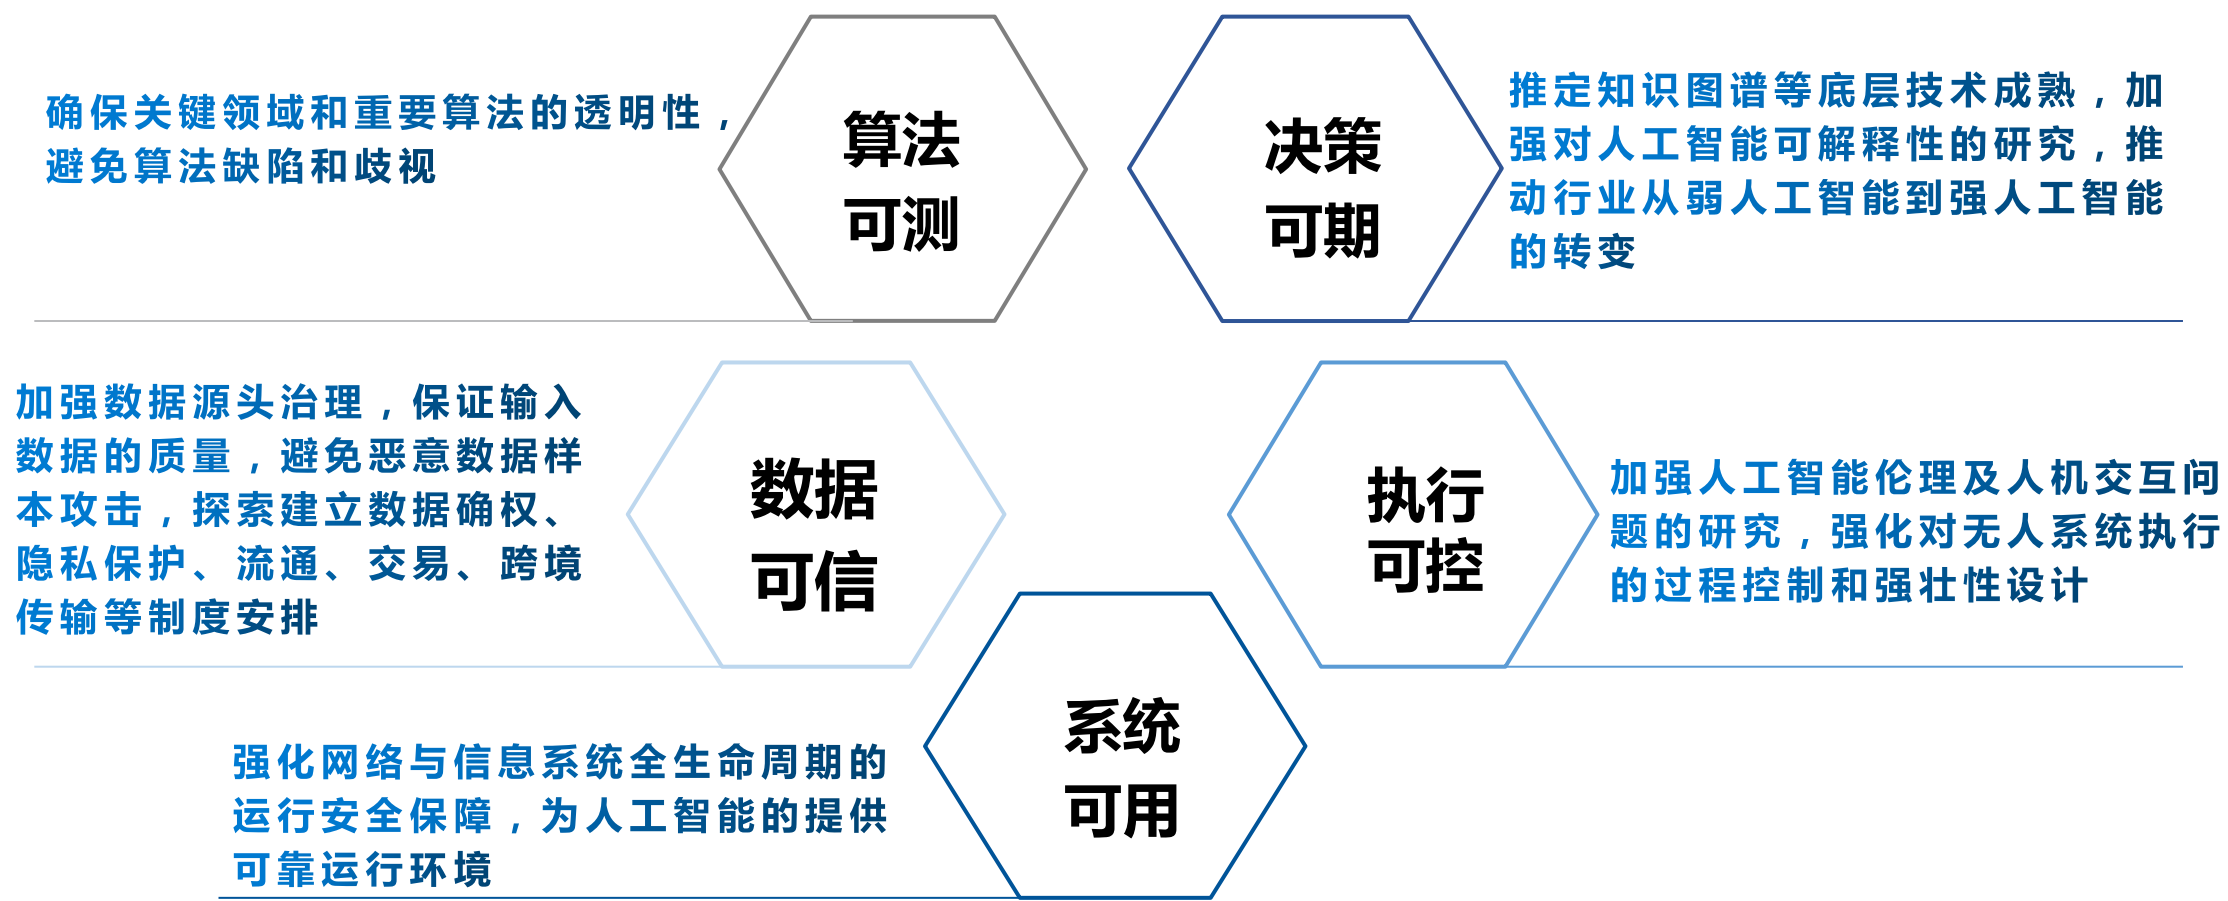 确保关键领域和重要算法的透明性，
避免算法缺陷和歧视
算法
可测
决策
可期
推定知识图谱等底层技术成熟，加
强对人工智能可解释性的研究，推
动行业从弱人工智能到强人工智能
的转变
加强数据源头治理，保证输入
数据的质量，避免恶意数据样
本攻击，探索建立数据确权、
隐私保护、流通、交易、跨境
传输等制度安排
数据
可信
执行
可控
加强人工智能伦理及人机交互问
题的研究，强化对无人系统执行
的过程控制和强壮性设计
强化网络与信息系统全生命周期的
运行安全保障，为人工智能的提供
可靠运行环境
系统
可用